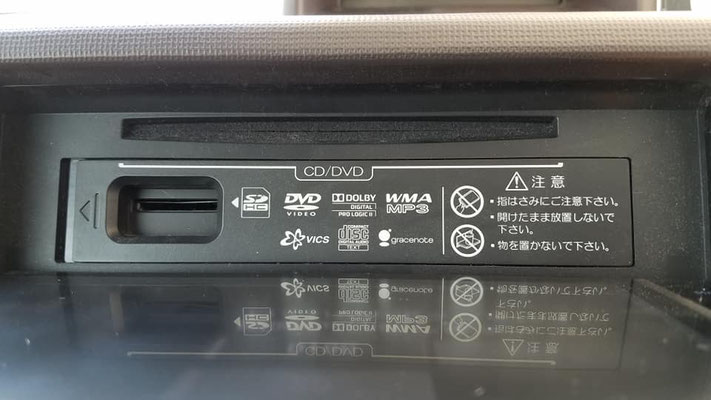 CD/DVD
SD HC
DVD VIDEO
DOLBY DIGITAL PRO LOGIC II
WMA MP3
VICS
COMPACT disc DIGITAL AUDIO TEXT
gracenote
注意
・指はさみにご注意下さい。
・開けたまま放置しないで
下さい。
・物を置かないで下さい。